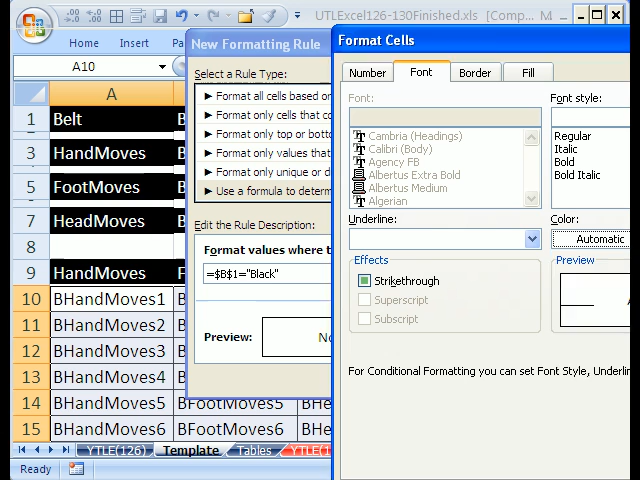 UTLExcel126-130Finished.xls [Comp... M...
Home Insert
A10
A
1 Belt B
3 HandMoves B
5 FootMoves B
7 HeadMoves B
8
9 HandMoves F
10 BHandMoves1 B
11 BHandMoves2 B
12 BHandMoves3 B
13 BHandMoves4 B
14 BHandMoves5 BFootMoves5 BHe
15 BHandMoves6 BFootMoves6 BHe
YTLE(126) Template Tables YTLE(1
Ready
New Formatting Rule
Select a Rule Type:
► Format all cells based on
► Format only cells that co
► Format only top or botto
► Format only values that
► Format only unique or d
► Use a formula to determ
Edit the Rule Description:
Format values where t
=$B$1="Black"
Preview: No
Format Cells
Number Font Border Fill
Font: Font style:
Cambria (Headings)
Calibri (Body)
Agency FB
Albertus Extra Bold
Albertus Medium
Algerian
Regular
Italic
Bold
Bold Italic
Underline: Color:
Automatic
Effects Preview
Strikethrough
Superscript
Subscript
For Conditional Formatting you can set Font Style, Underlin